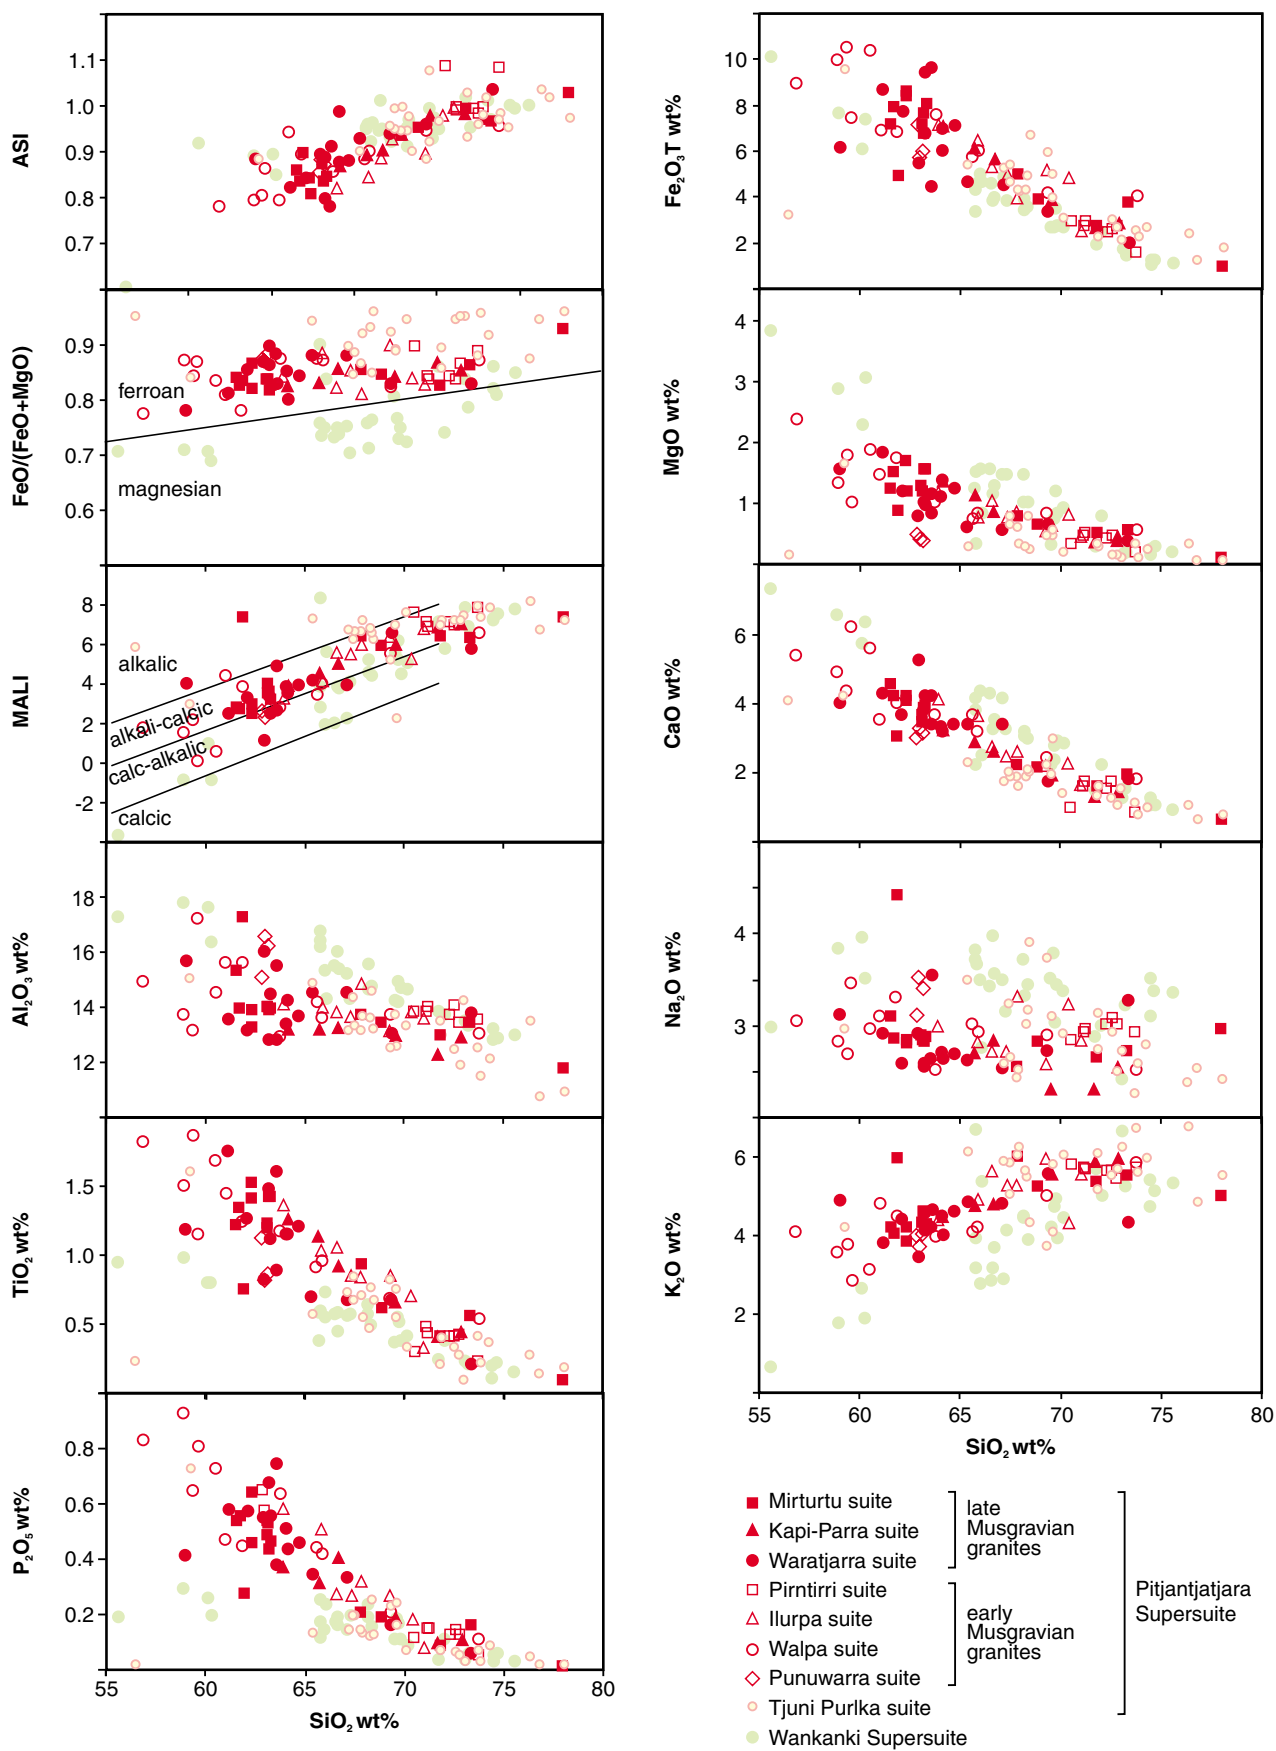 ASI
1.1
1.0
0.9
0.8
0.7
FeO/(FeO+MgO)
0.9
0.8
0.7
0.6
ferroan
magnesian
MALI
8
6
4
2
0
-2
alkalic
alkali-calcic
calc-alkalic
calcic
Al₂O₃ wt%
18
16
14
12
TiO₂ wt%
1.5
1.0
0.5
P₂O₅ wt%
0.8
0.6
0.4
0.2
55 60 65 70 75 80
SiO₂ wt%
Fe₂O₃T wt%
10
8
6
4
2
MgO wt%
4
3
2
1
CaO wt%
6
4
2
Na₂O wt%
4
3
K₂O wt%
6
4
2
55 60 65 70 75 80
SiO₂ wt%
Mirturtu suite
Kapi-Parra suite
Waratjarra suite
late
Musgravian
granites
Pirntirri suite
Ilurpa suite
Walpa suite
Punuwarra suite
early
Musgravian
granites
Tjuni Purlka suite
Pitjantjatjara
Supersuite
Wankanki Supersuite